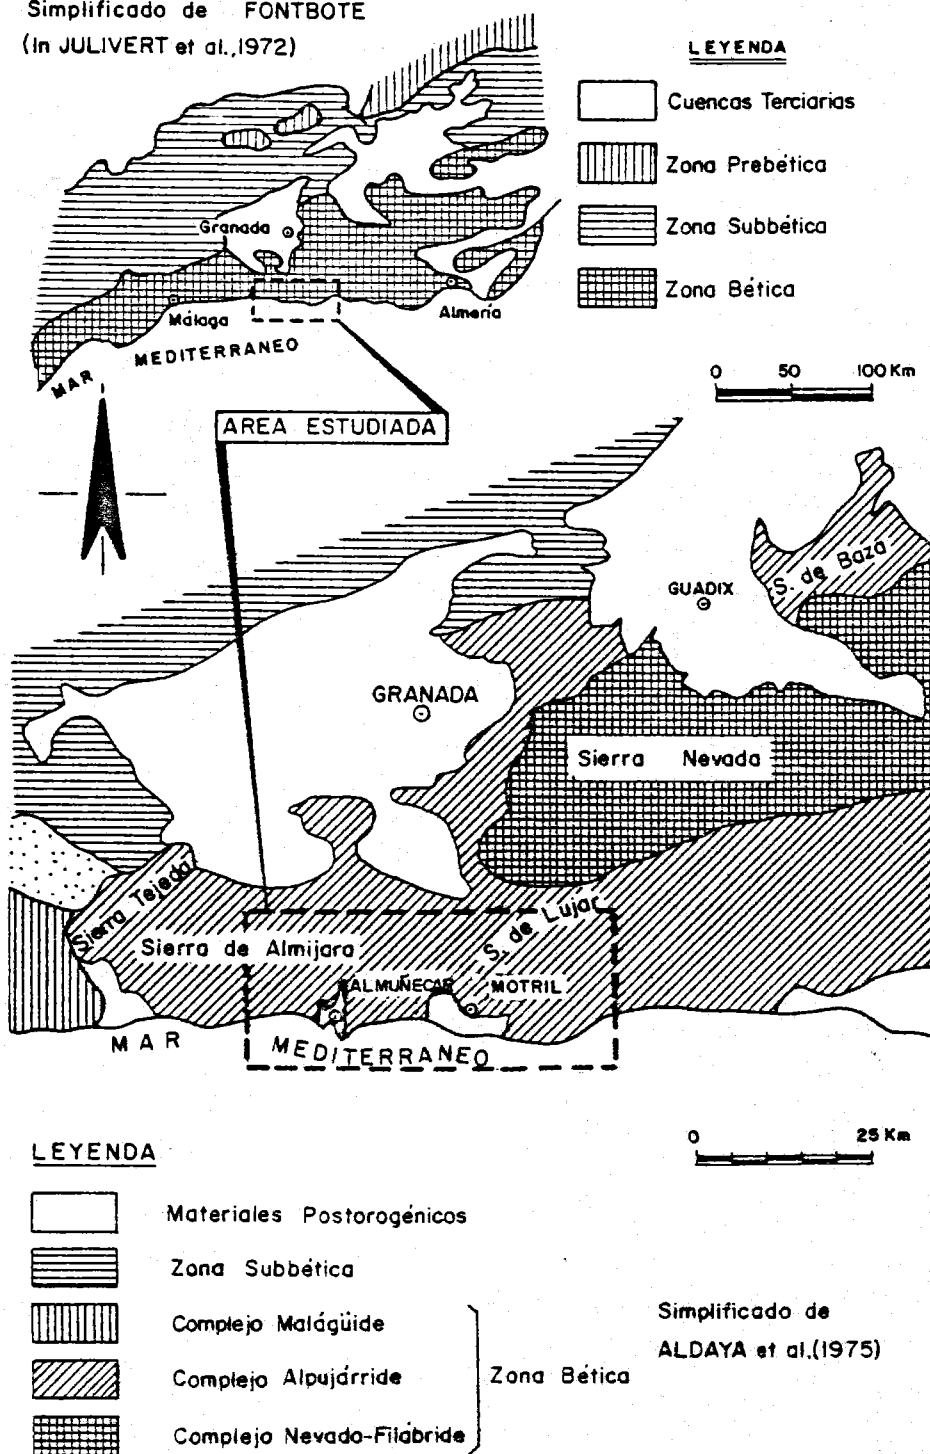 Simplificado de FONTBOTE
(In JULIVERT et al.,1972)
LEYENDA
Cuencas Terciarias
Zona Prebética
Zona Subbética
Zona Bética
Granada
Málaga
Almería
MAR MEDITERRANEO
0 50 100 Km
AREA ESTUDIADA
GUADIX
S. de Baza
GRANADA
Sierra Nevada
Sierra Tejeda
Sierra de Almijara
S. de Lujar
ALMUÑECAR
MOTRIL
MAR MEDITERRANEO
0 25 Km
LEYENDA
Materiales Postorogénicos
Zona Subbética
Complejo Malágüide
Complejo Alpujárride
Complejo Nevado-Filábride
Zona Bética
Simplificado de
ALDAYA et al.(1975)